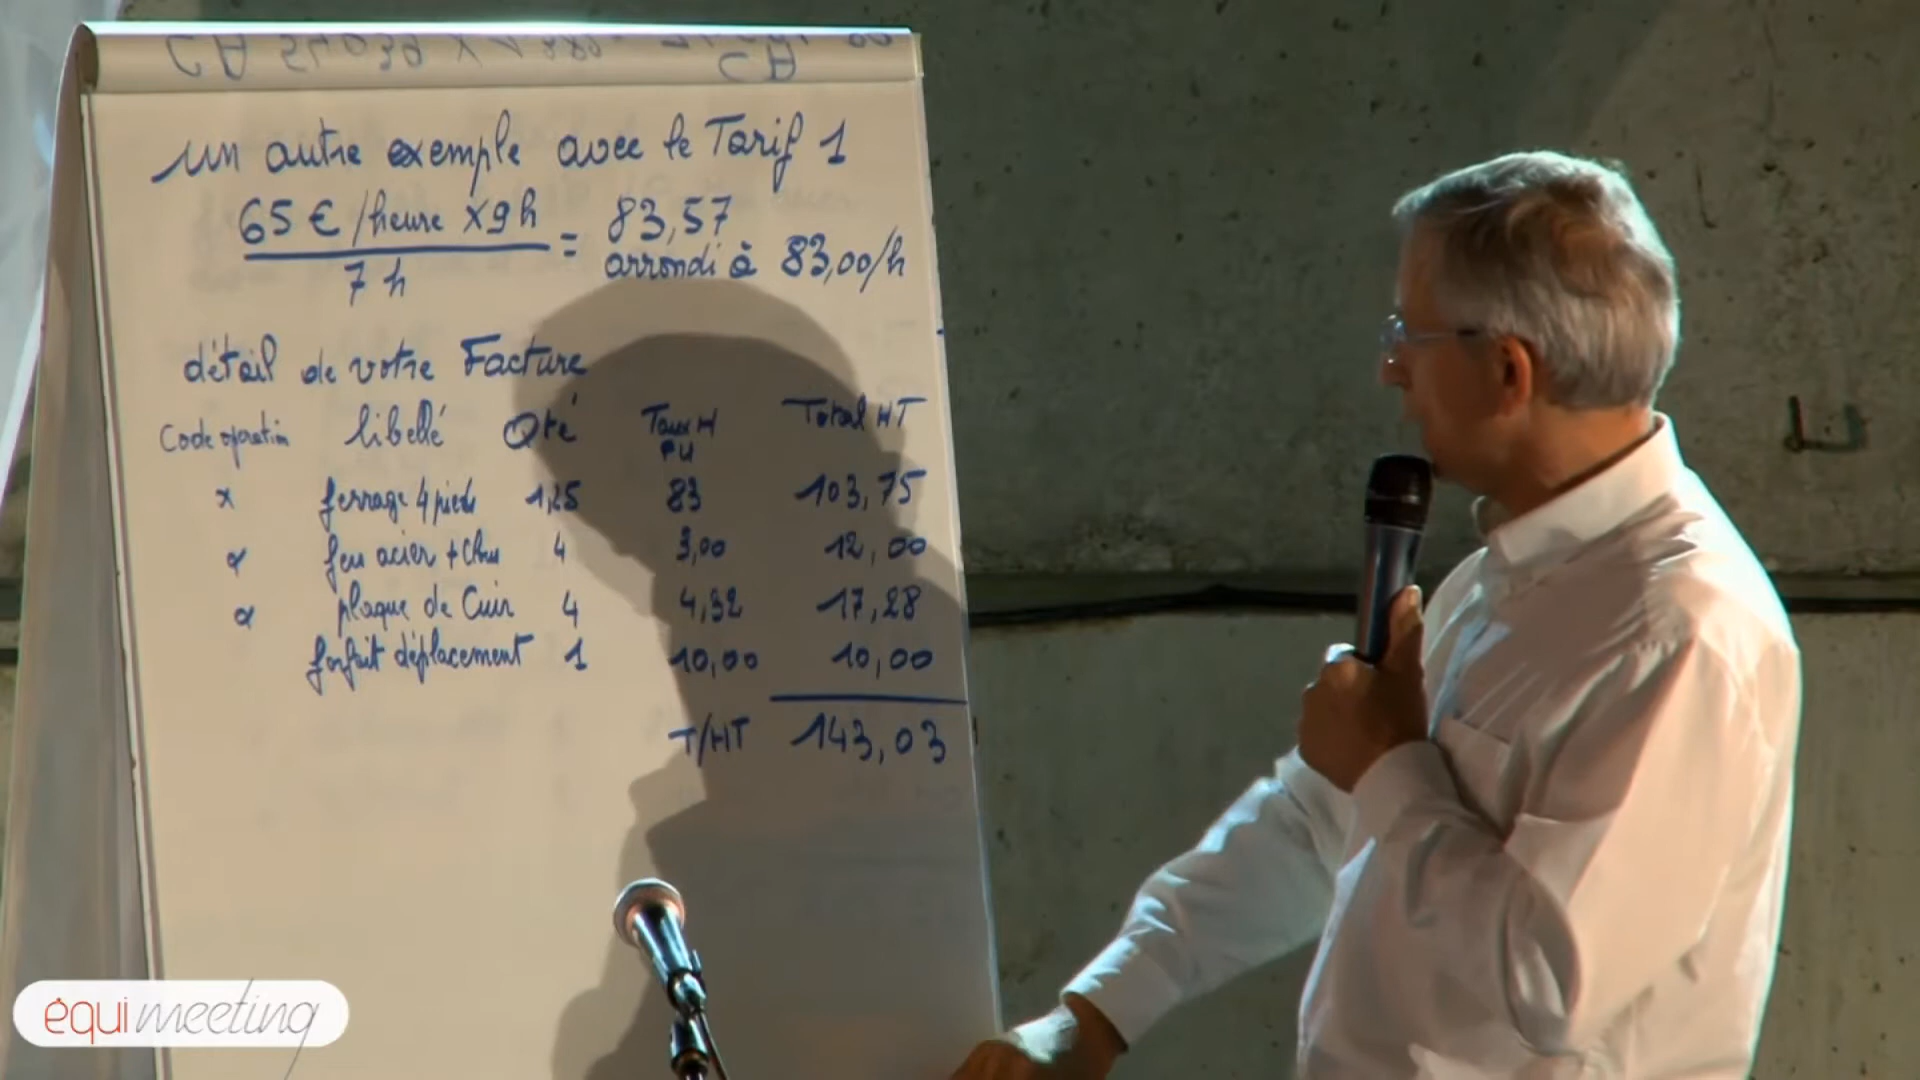 un autre exemple avec le Tarif 1
65 € /heure x9h = 83,57
7 h
arrondi à 83,00/h
détail de votre Facture
Code opération libellé Qté Taux H Total HT
PU
x ferrage 4 pieds 1,25 83 103,75
α feu acier + Clous 4 3,00 12,00
α plaque de Cuir 4 4,32 17,28
forfait déplacement 1 10,00 10,00
T/HT 143,03
équimeeting